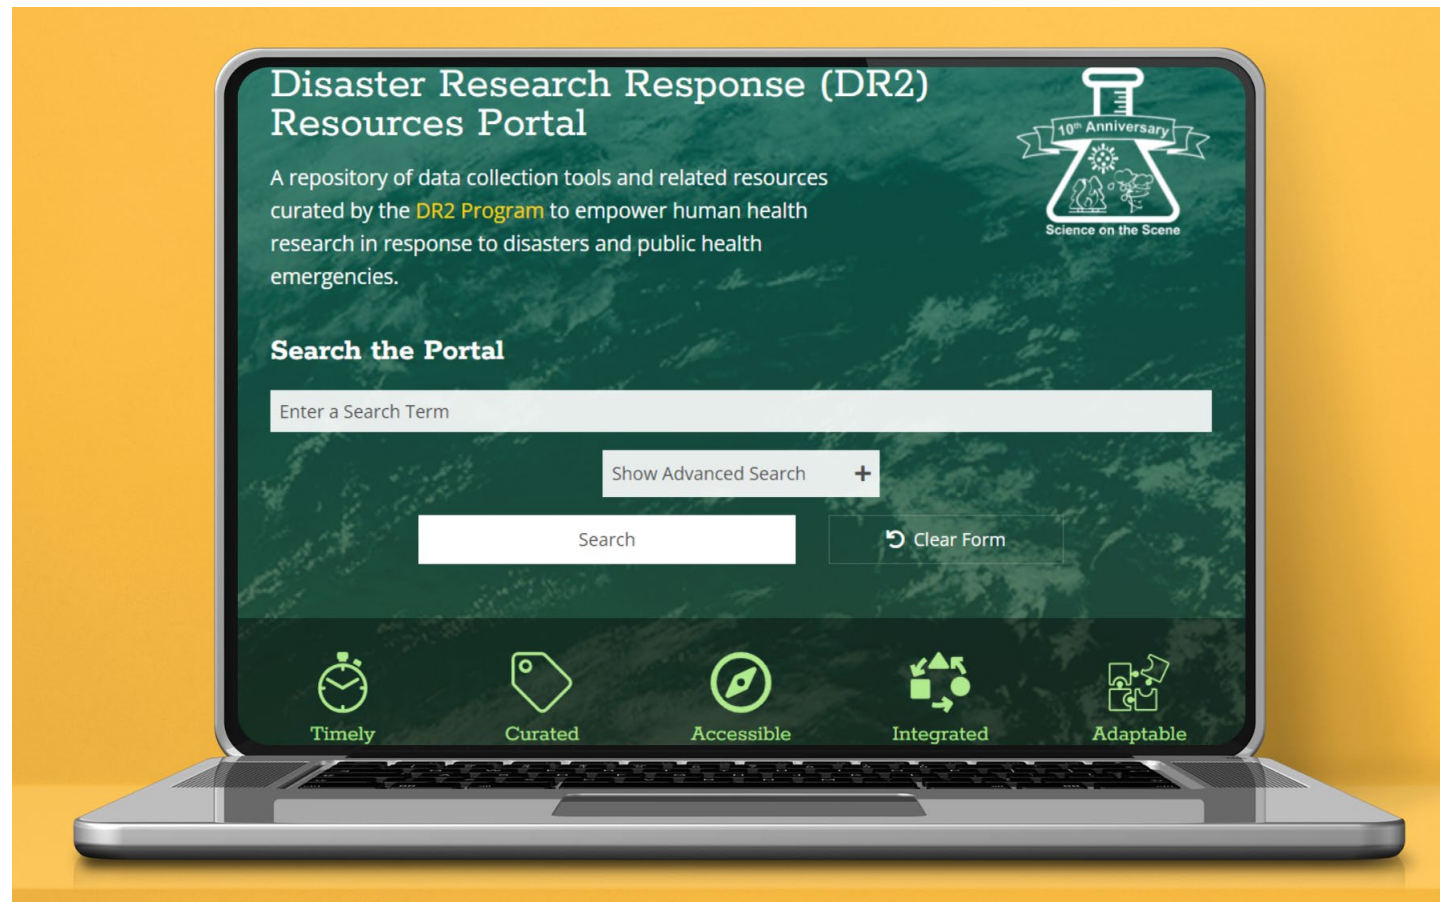 Disaster Research Response (DR2)
Resources Portal
10th Anniversary
Science on the Scene
A repository of data collection tools and related resources
curated by the DR2 Program to empower human health
research in response to disasters and public health
emergencies.
Search the Portal
Enter a Search Term
Show Advanced Search +
Search
Clear Form
Timely
Curated
Accessible
Integrated
Adaptable